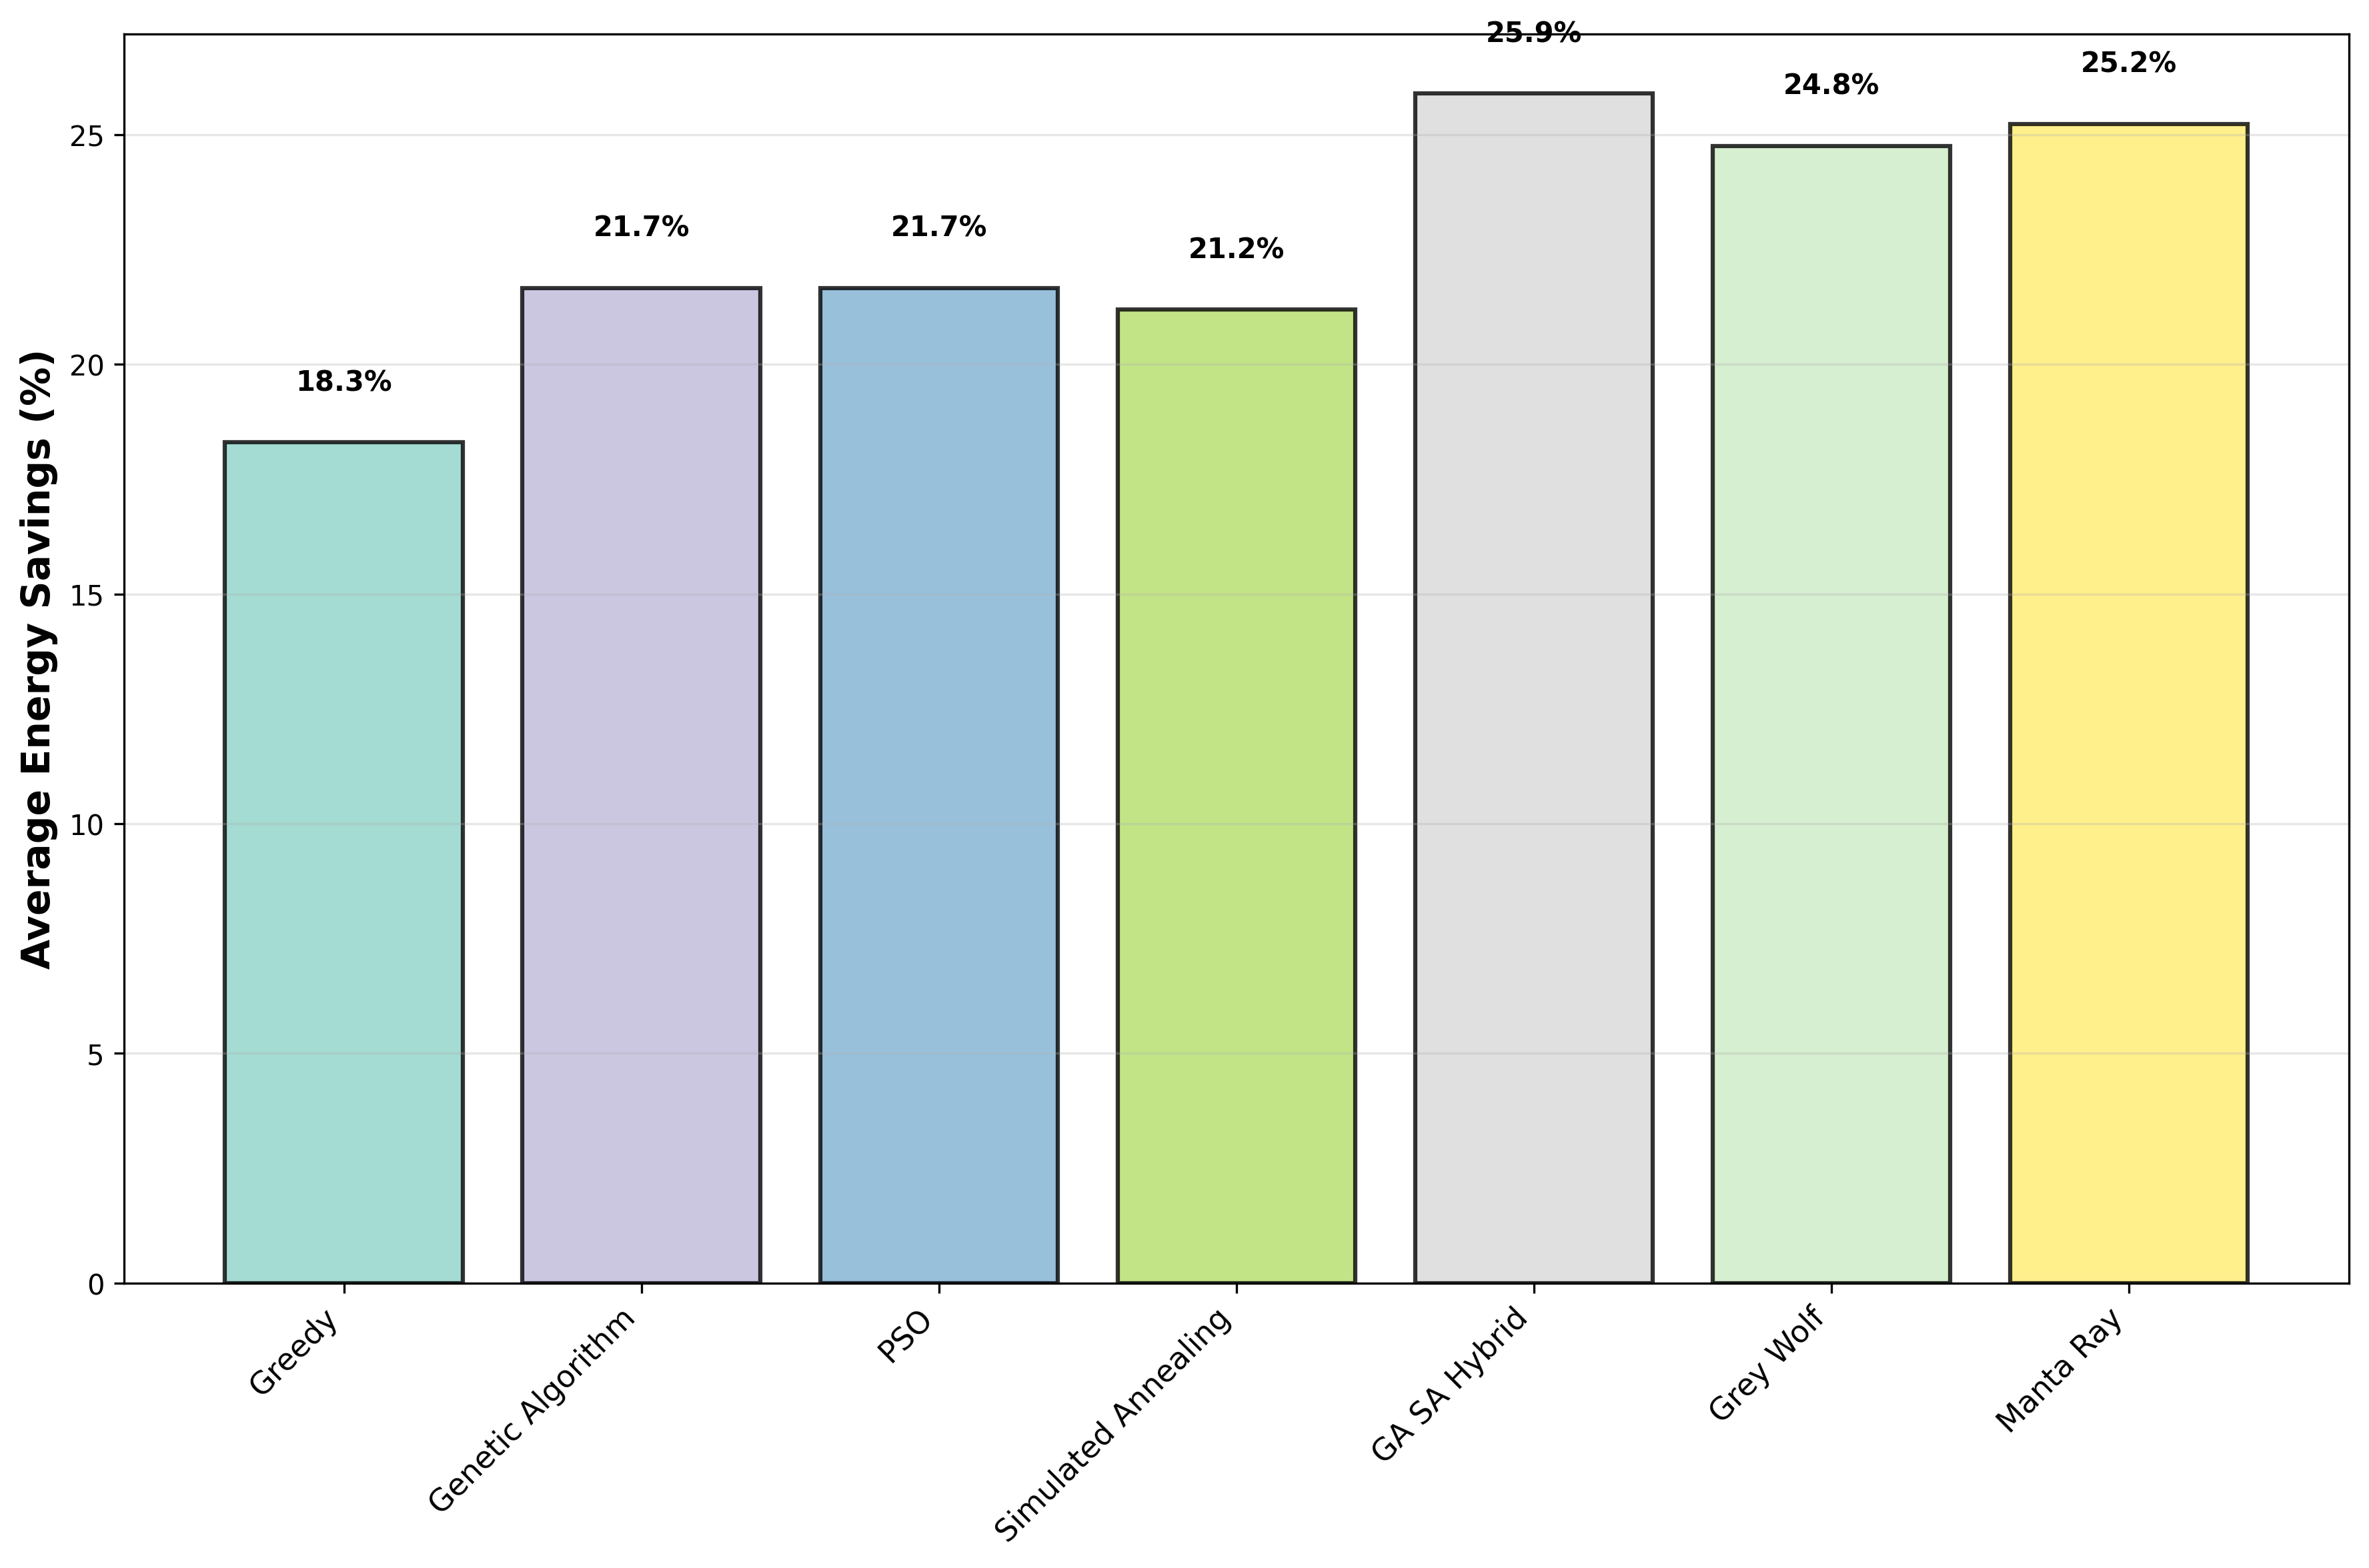 25.9%
25.2%
24.8%
21.7%
21.7%
21.2%
18.3%
Average Energy Savings (%)
25
20
15
10
5
0
Greedy
Genetic Algorithm
PSO
Simulated Annealing
GA SA Hybrid
Grey Wolf
Manta Ray